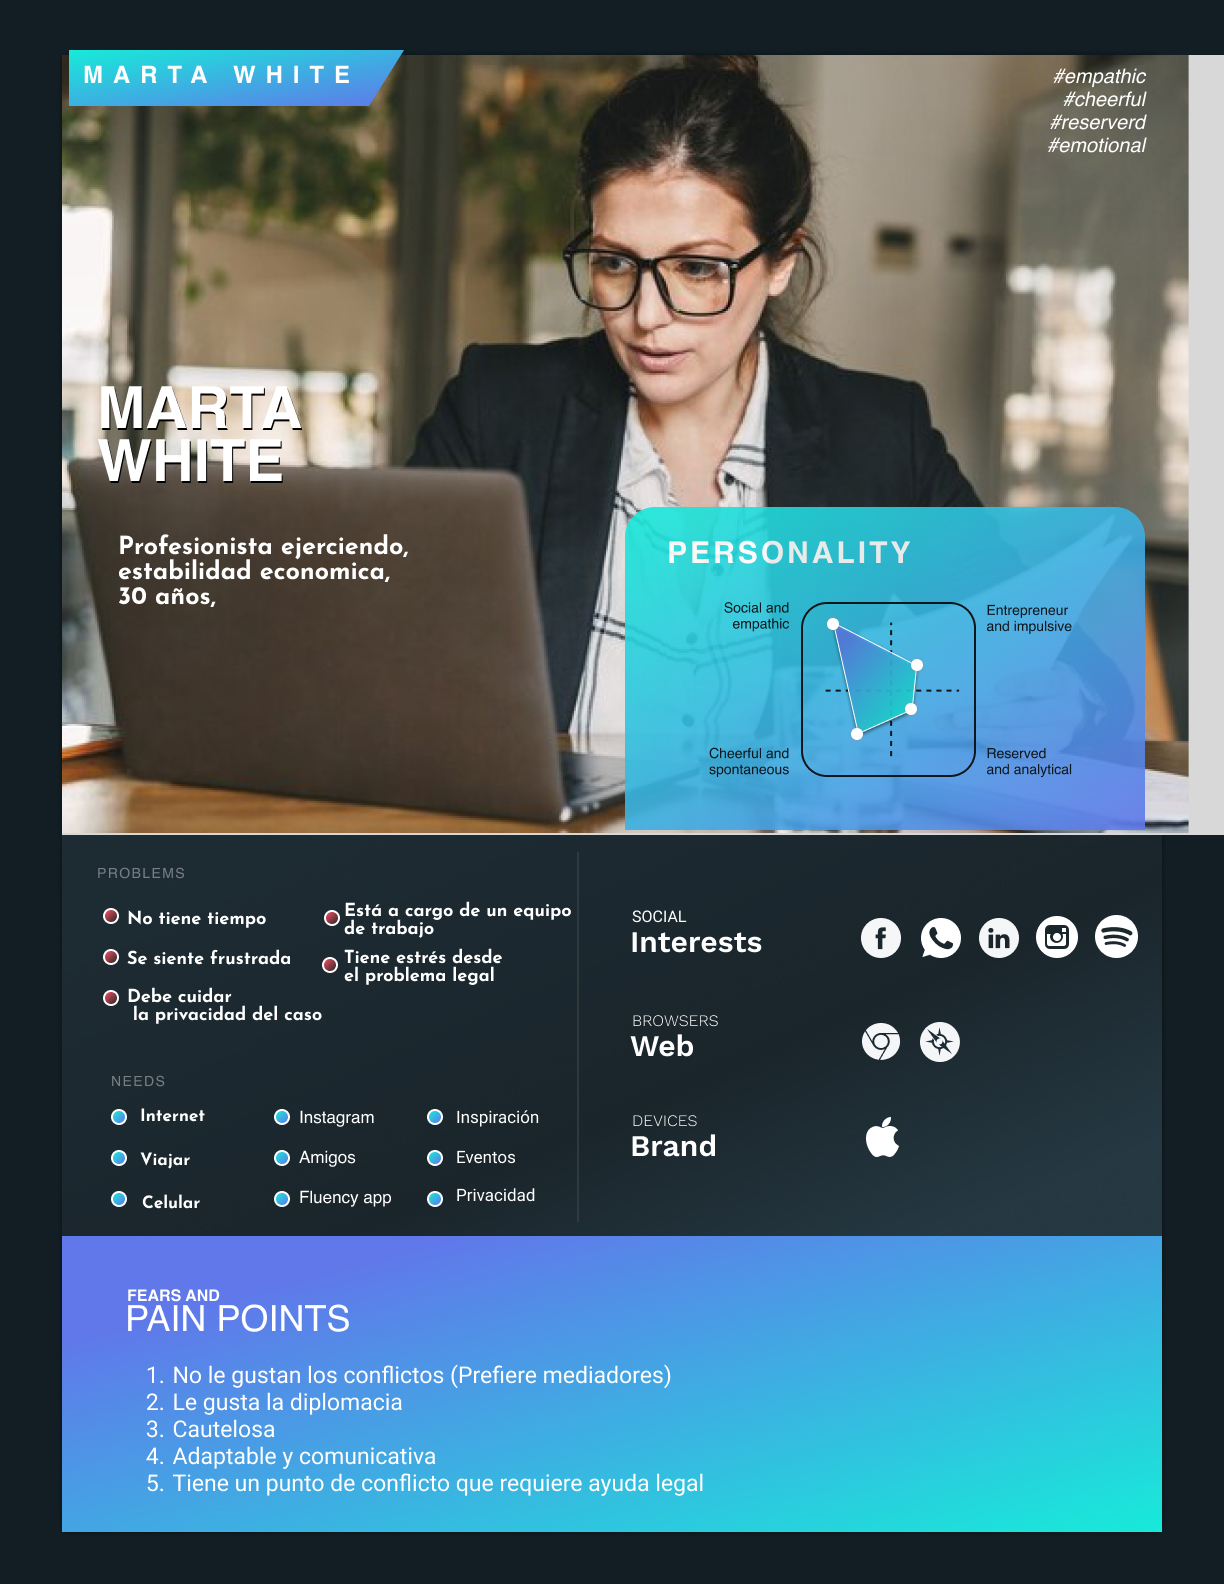 MARTA WHITE
#empathic
#cheerful
#reserverd
#emotional
MARTA
WHITE
Profesionista ejerciendo,
estabilidad economica,
30 años,
PERSONALITY
Social and
empathic
Entrepreneur
and impulsive
Cheerful and
spontaneous
Reserved
and analytical
PROBLEMS
No tiene tiempo
Se siente frustrada
Debe cuidar
la privacidad del caso
Está a cargo de un equipo
de trabajo
Tiene estrés desde
el problema legal
NEEDS
Internet
Viajar
Celular
Instagram
Amigos
Fluency app
Inspiración
Eventos
Privacidad
SOCIAL
Interests
f
in
BROWSERS
Web
DEVICES
Brand
FEARS AND
PAIN POINTS
1. No le gustan los conflictos (Prefiere mediadores)
2. Le gusta la diplomacia
3. Cautelosa
4. Adaptable y comunicativa
5. Tiene un punto de conflicto que requiere ayuda legal